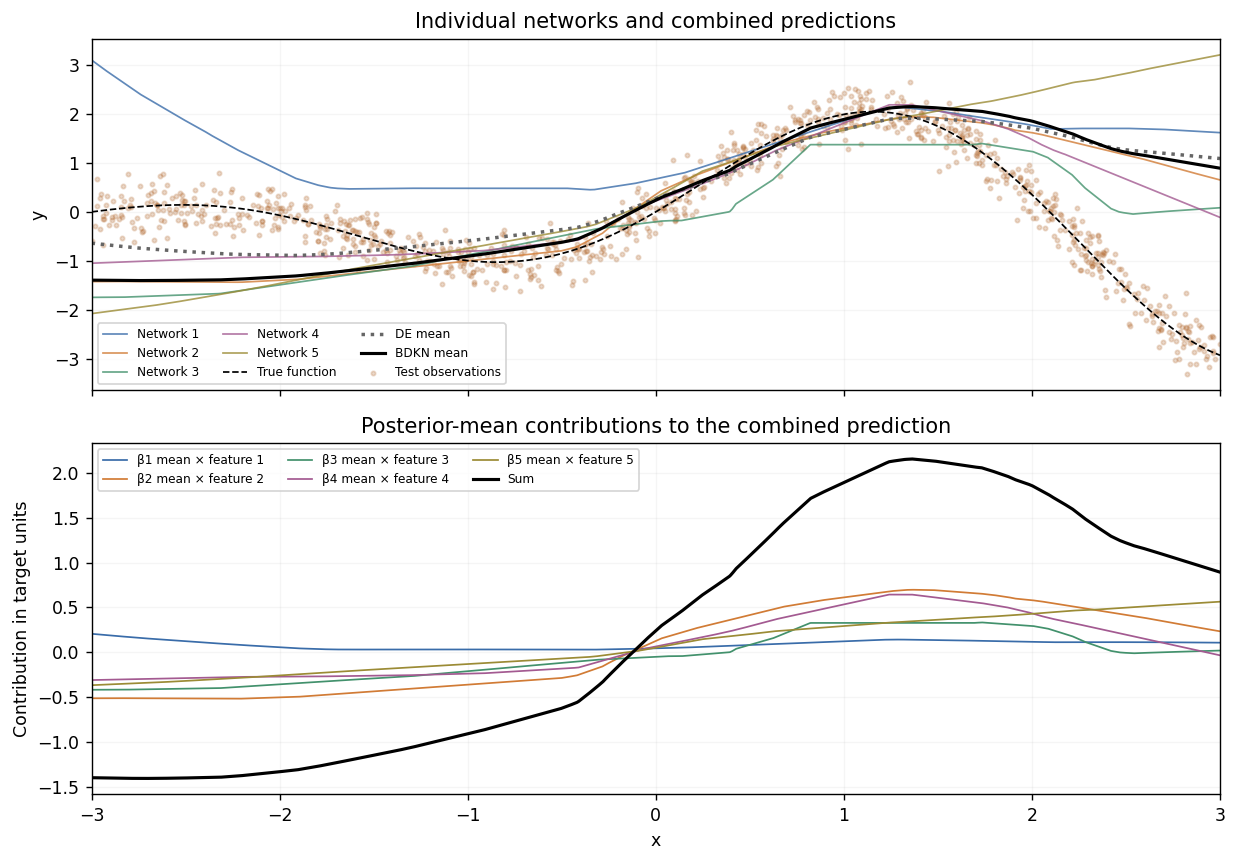 Individual networks and combined predictions
y
3
2
1
0
−1
−2
−3
Network 1
Network 2
Network 3
Network 4
Network 5
True function
DE mean
BDKN mean
Test observations
Posterior-mean contributions to the combined prediction
Contribution in target units
2.0
1.5
1.0
0.5
0.0
−0.5
−1.0
−1.5
β1 mean × feature 1
β2 mean × feature 2
β3 mean × feature 3
β4 mean × feature 4
β5 mean × feature 5
Sum
−3 −2 −1 0 1 2 3
x